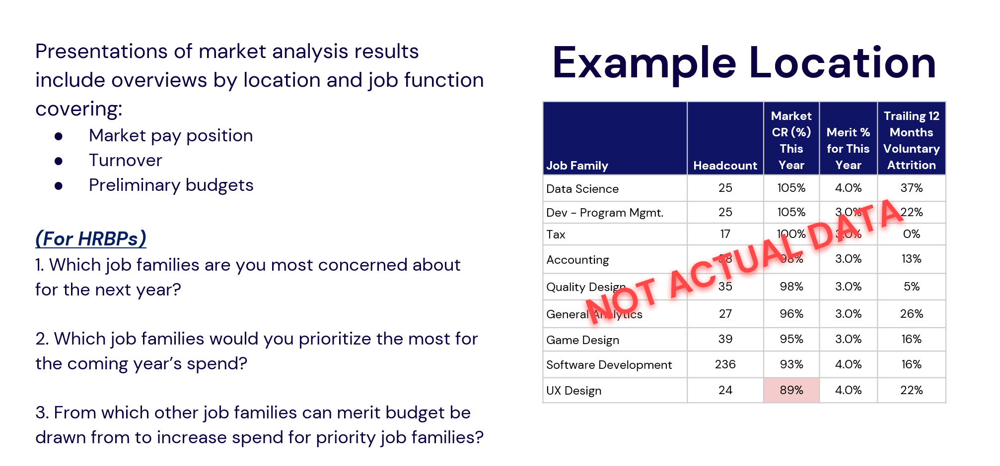 Presentations of market analysis results
include overviews by location and job function
covering:
● Market pay position
● Turnover
● Preliminary budgets
(For HRBPs)
1. Which job families are you most concerned about
for the next year?
2. Which job families would you prioritize the most for
the coming year’s spend?
3. From which other job families can merit budget be
drawn from to increase spend for priority job families?
Example Location
Job Family Headcount Market CR (%) This Year Merit % for This Year Trailing 12 Months Voluntary Attrition
Data Science 25 105% 4.0% 37%
Dev - Program Mgmt. 25 105% 3.0% 22%
Tax 17 100% 3.0% 0%
Accounting 38 98% 3.0% 13%
Quality Design 35 98% 3.0% 5%
General Analytics 27 96% 3.0% 26%
Game Design 39 95% 3.0% 16%
Software Development 236 93% 4.0% 16%
UX Design 24 89% 4.0% 22%
NOT ACTUAL DATA